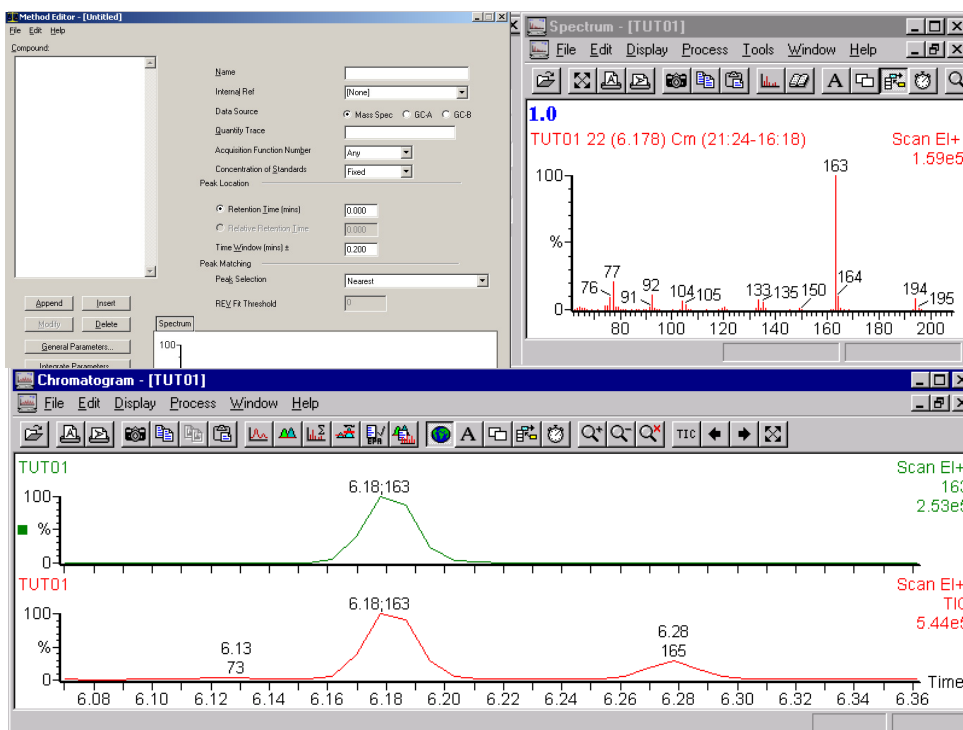 Method Editor - [Untitled]
File Edit Help
Compound:
Name
Internal Ref [None]
Data Source Mass Spec GC-A GC-B
Quantify Trace
Acquisition Function Number Any
Concentration of Standards Fixed
Peak Location
Retention Time (mins) 0.000
Relative Retention Time 0.000
Time Window (mins) ± 0.200
Peak Matching
Peak Selection Nearest
REV Fit Threshold 0
Append Insert
Modify Delete
General Parameters...
Integrate Parameters
Spectrum
100
Spectrum - [TUT01]
File Edit Display Process Tools Window Help
A
1.0
TUT01 22 (6.178) Cm (21:24-16:18) Scan EI+
1.59e5
163
100
%
77
76
92
91
104
105
133
135
150
164
194
195
0
80 100 120 140 160 180 200
Chromatogram - [TUT01]
File Edit Display Process Window Help
EPA A TIC
TUT01 Scan EI+
163
2.53e5
6.18;163
100
%
0
TUT01 Scan EI+
TIC
5.44e5
6.18;163
100
%
0
6.13
73
6.28
165
Time
6.08 6.10 6.12 6.14 6.16 6.18 6.20 6.22 6.24 6.26 6.28 6.30 6.32 6.34 6.36